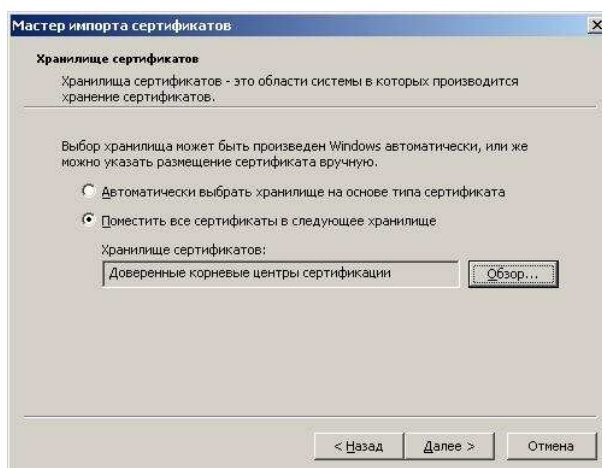 Мастер импорта сертификатов
Хранилище сертификатов
Хранилища сертификатов - это области системы в которых производится
хранение сертификатов.
Выбор хранилища может быть произведен Windows автоматически, или же
можно указать размещение сертификата вручную.
Автоматически выбрать хранилище на основе типа сертификата
Поместить все сертификаты в следующее хранилище
Хранилище сертификатов:
Доверенные корневые центры сертификации
Обзор...
< Назад Далее > Отмена